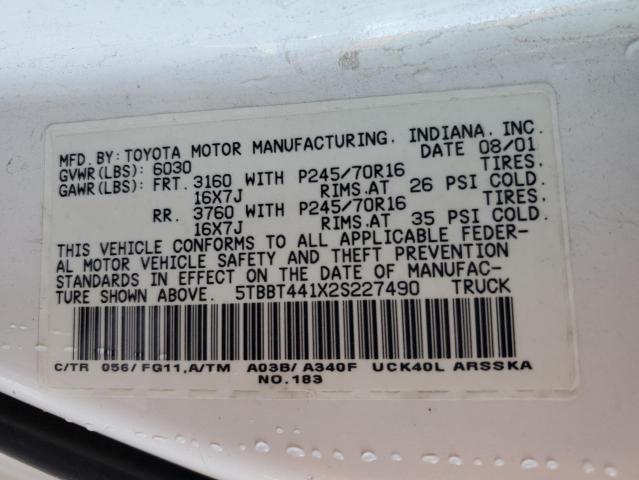 MFD. BY: TOYOTA MOTOR MANUFACTURING, INDIANA, INC.
GVWR(LBS): 6030 DATE 08/01
GAWR(LBS): FRT. 3160 WITH P245/70R16 TIRES,
16X7J RIMS,AT 26 PSI COLD.
RR. 3760 WITH P245/70R16 TIRES,
16X7J RIMS,AT 35 PSI COLD.
THIS VEHICLE CONFORMS TO ALL APPLICABLE FEDER-
AL MOTOR VEHICLE SAFETY AND THEFT PREVENTION
STANDARDS IN EFFECT ON THE DATE OF MANUFAC-
TURE SHOWN ABOVE. 5TBBT441X2S227490 TRUCK
C/TR 056/FG11,A/TM A03B/A340F UCK40L ARSSKA
NO.183